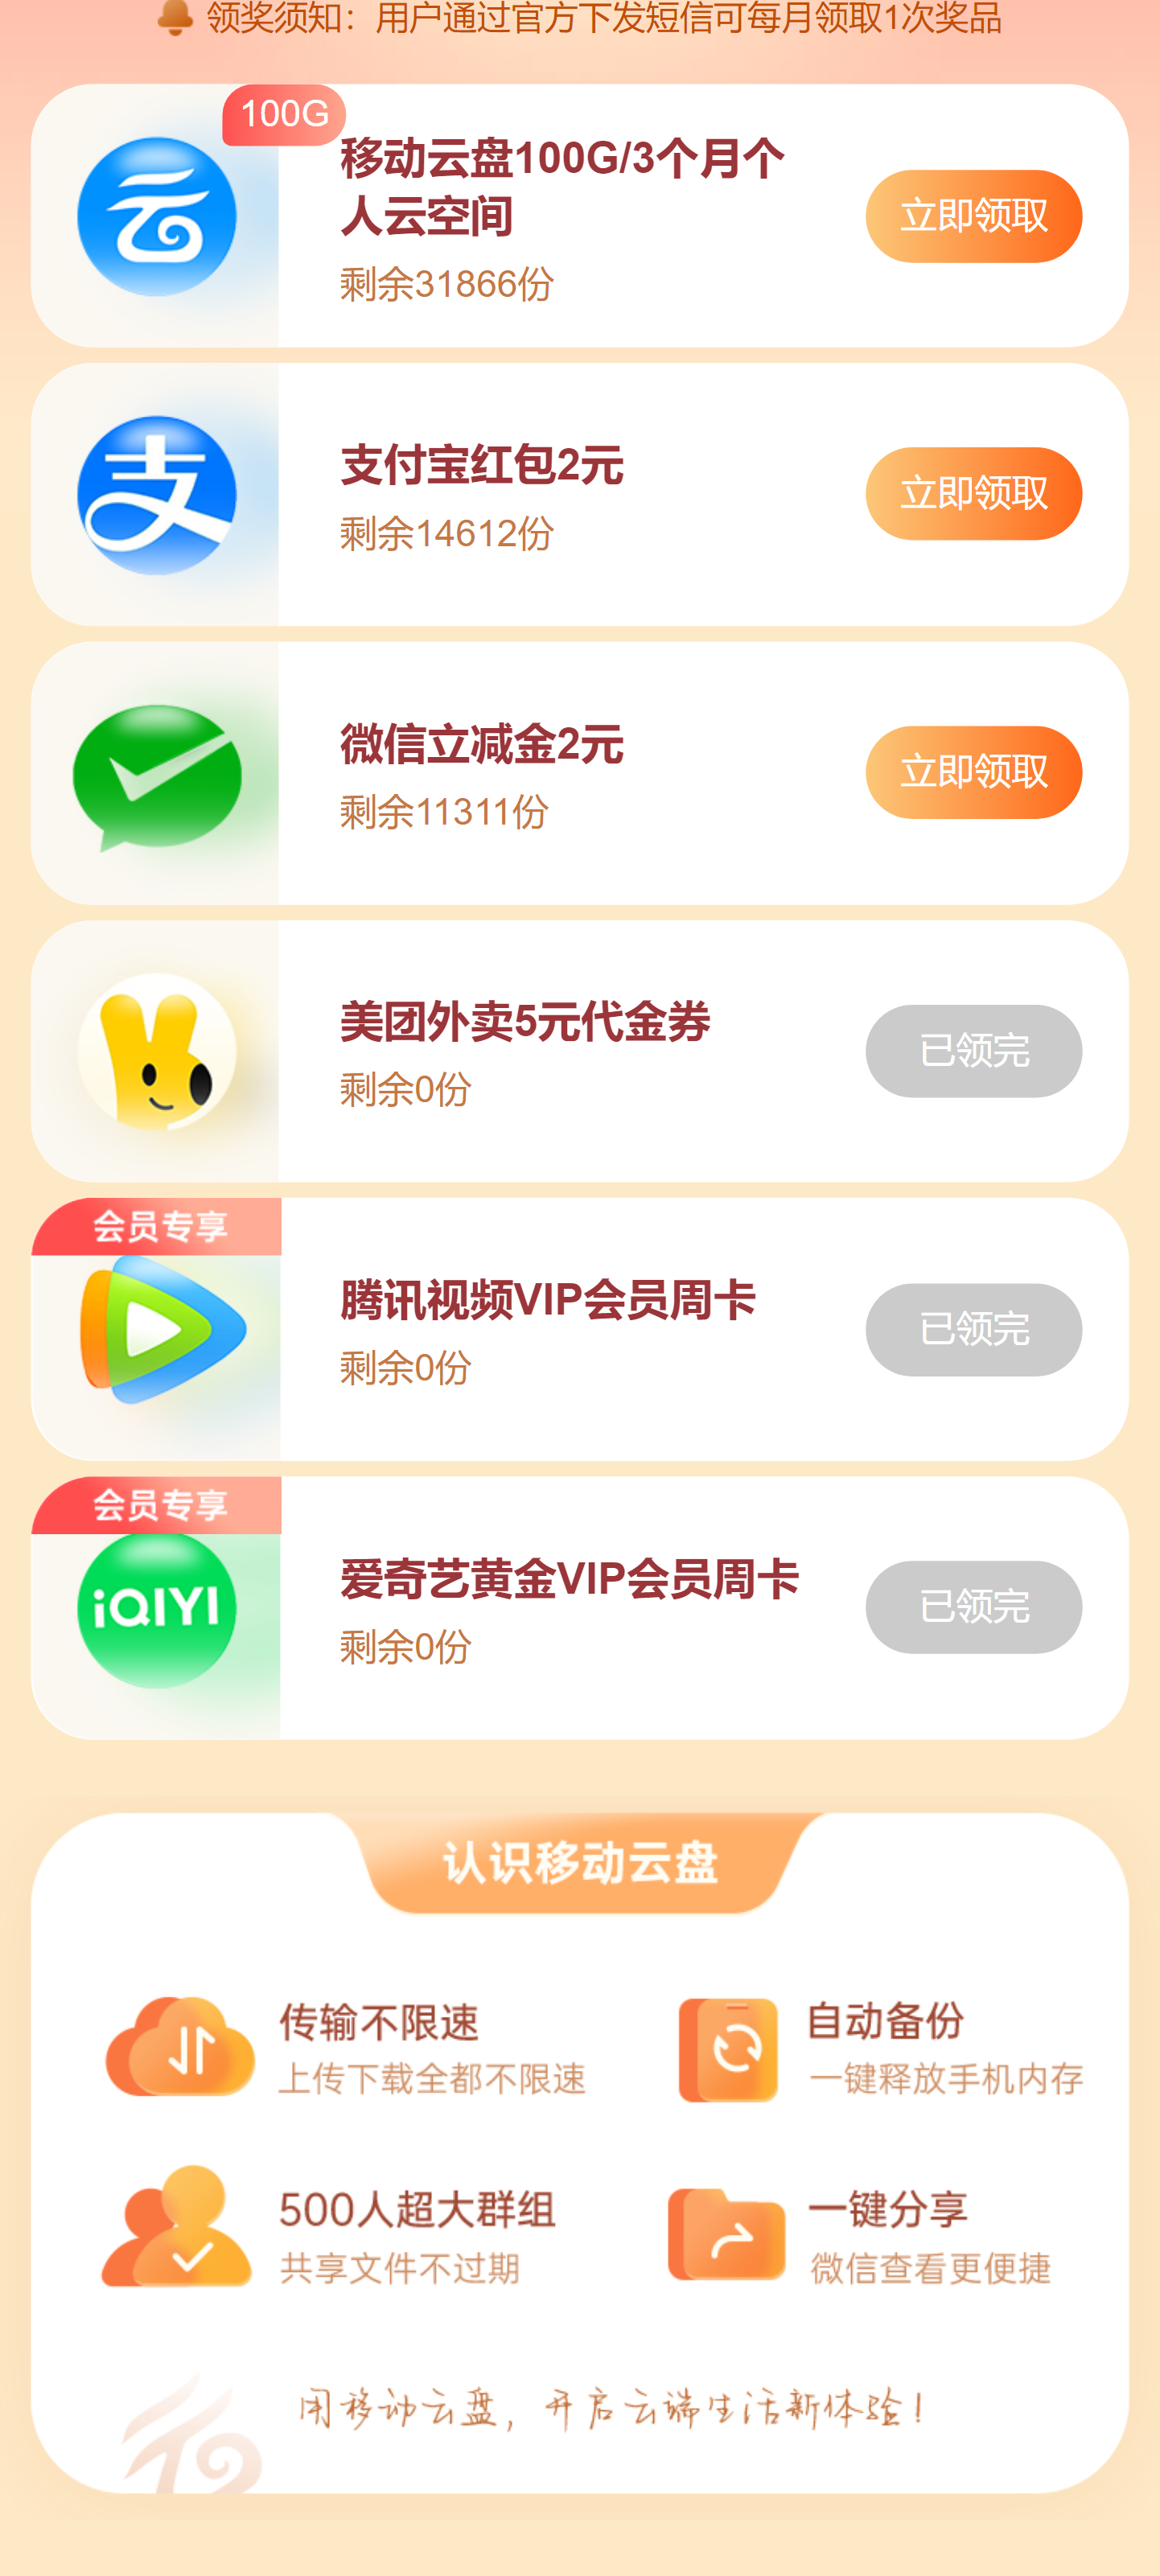 领奖须知：用户通过官方下发短信可每月领取1次奖品
100G
移动云盘100G/3个月个
人云空间
剩余31866份
立即领取
支付宝红包2元
剩余14612份
立即领取
微信立减金2元
剩余11311份
立即领取
美团外卖5元代金券
剩余0份
已领完
会员专享
腾讯视频VIP会员周卡
剩余0份
已领完
会员专享
iQIYI
爱奇艺黄金VIP会员周卡
剩余0份
已领完
认识移动云盘
传输不限速
上传下载全都不限速
自动备份
一键释放手机内存
500人超大群组
共享文件不过期
一键分享
微信查看更便捷
用移动云盘，开启云端生活新体验！